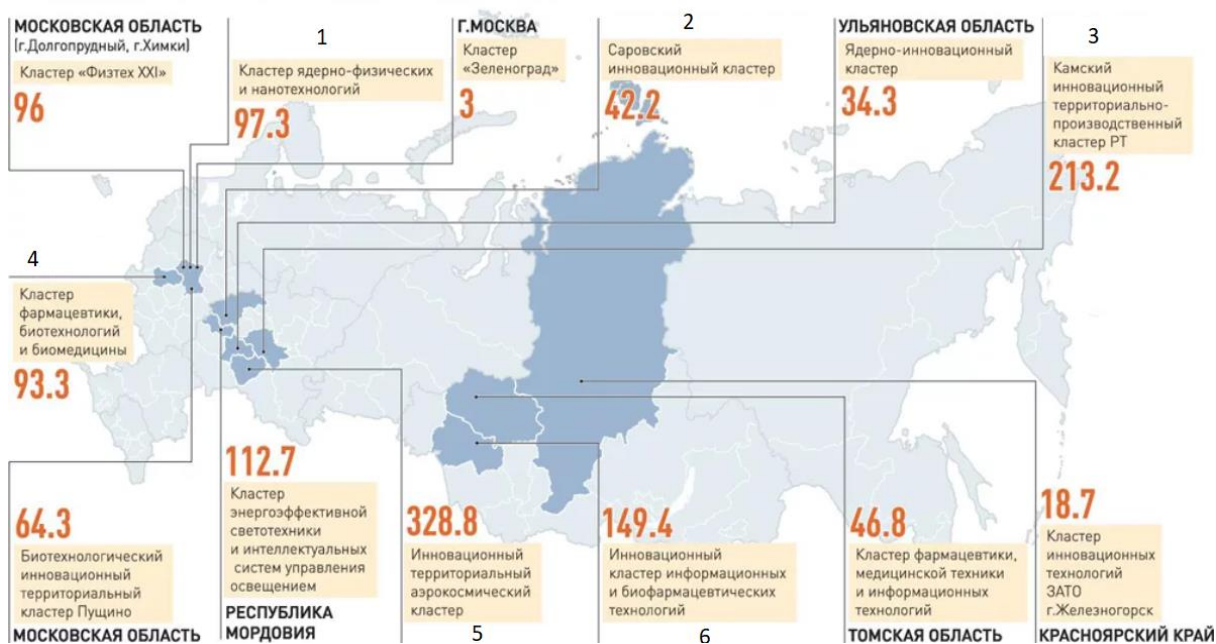 МОСКОВСКАЯ ОБЛАСТЬ
(г.Долгопрудный, г.Химки)
Кластер «Физтех XXI»
96
1
Кластер ядерно-физических
и нанотехнологий
97.3
Г.МОСКВА
Кластер
«Зеленоград»
3
2
Саровский
инновационный кластер
42.2
УЛЬЯНОВСКАЯ ОБЛАСТЬ
Ядерно-инновационный
кластер
34.3
3
Камский
инновационный
территориально-
производственный
кластер РТ
213.2
4
Кластер
фармацевтики,
биотехнологий
и биомедицины
93.3
64.3
Биотехнологический
инновационный
территориальный
кластер Пущино
МОСКОВСКАЯ ОБЛАСТЬ
112.7
Кластер
энергоэффективной
светотехники
и интеллектуальных
систем управления
освещением
РЕСПУБЛИКА
МОРДОВИЯ
328.8
Инновационный
территориальный
аэрокосмический
кластер
5
149.4
Инновационный
кластер информационных
и биофармацевтических
технологий
6
46.8
Кластер фармацевтики,
медицинской техники
и информационных
технологий
ТОМСКАЯ ОБЛАСТЬ
18.7
Кластер
инновационных
технологий
ЗАТО
г.Железногорск
КРАСНОЯРСКИЙ КРАЙ